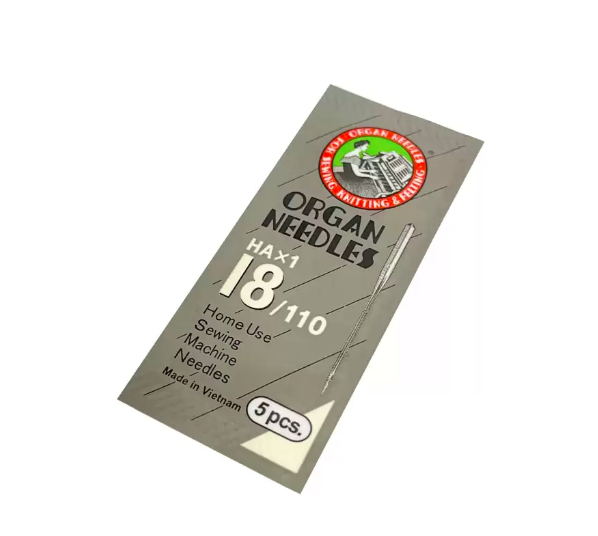 ORGAN NEEDLES
FOR SEWING, KNITTING & FELTING
®
ORGAN
NEEDLES
HA×1
18/110
Home Use
Sewing
Machine
Needles
Made in Vietnam
5 pcs.